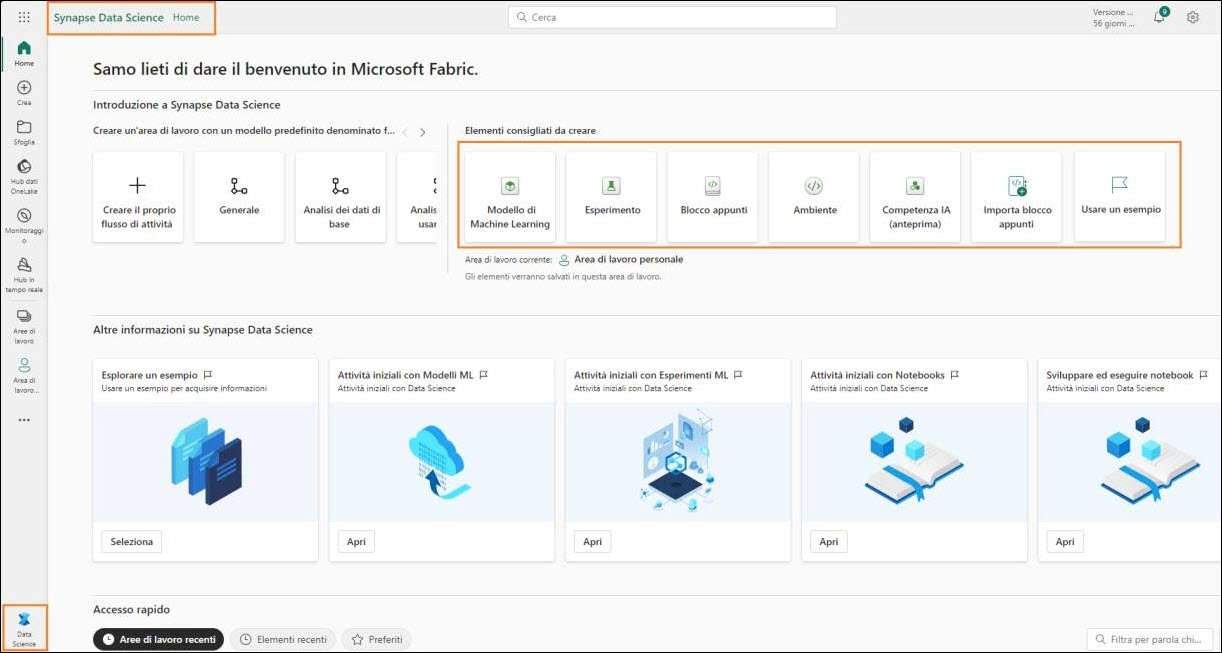 Synapse Data Science Home
Cerca
Versione ...
56 giorni ...
9
Home
Crea
Sfoglia
Hub dati
OneLake
Monitoraggi
o
Hub in
tempo reale
Aree di
lavoro
Area di
lavoro...
Data
Science
Samo lieti di dare il benvenuto in Microsoft Fabric.
Introduzione a Synapse Data Science
Creare un'area di lavoro con un modello predefinito denominato f...
Creare il proprio
flusso di attività
Generale
Analisi dei dati di
base
Analis
usar
Elementi consigliati da creare
Modello di
Machine Learning
Esperimento
Blocco appunti
Ambiente
Competenza IA
(anteprima)
Importa blocco
appunti
Usare un esempio
Area di lavoro corrente: Area di lavoro personale
Gli elementi verranno salvati in questa area di lavoro.
Altre informazioni su Synapse Data Science
Esplorare un esempio
Usare un esempio per acquisire informazioni
Seleziona
Attività iniziali con Modelli ML
Attività iniziali con Data Science
Apri
Attività iniziali con Esperimenti ML
Attività iniziali con Data Science
Apri
Attività iniziali con Notebooks
Attività iniziali con Data Science
Apri
Sviluppare ed eseguire notebook
Attività iniziali con Data Science
Apri
Accesso rapido
Aree di lavoro recenti
Elementi recenti
Preferiti
Filtra per parola chi...